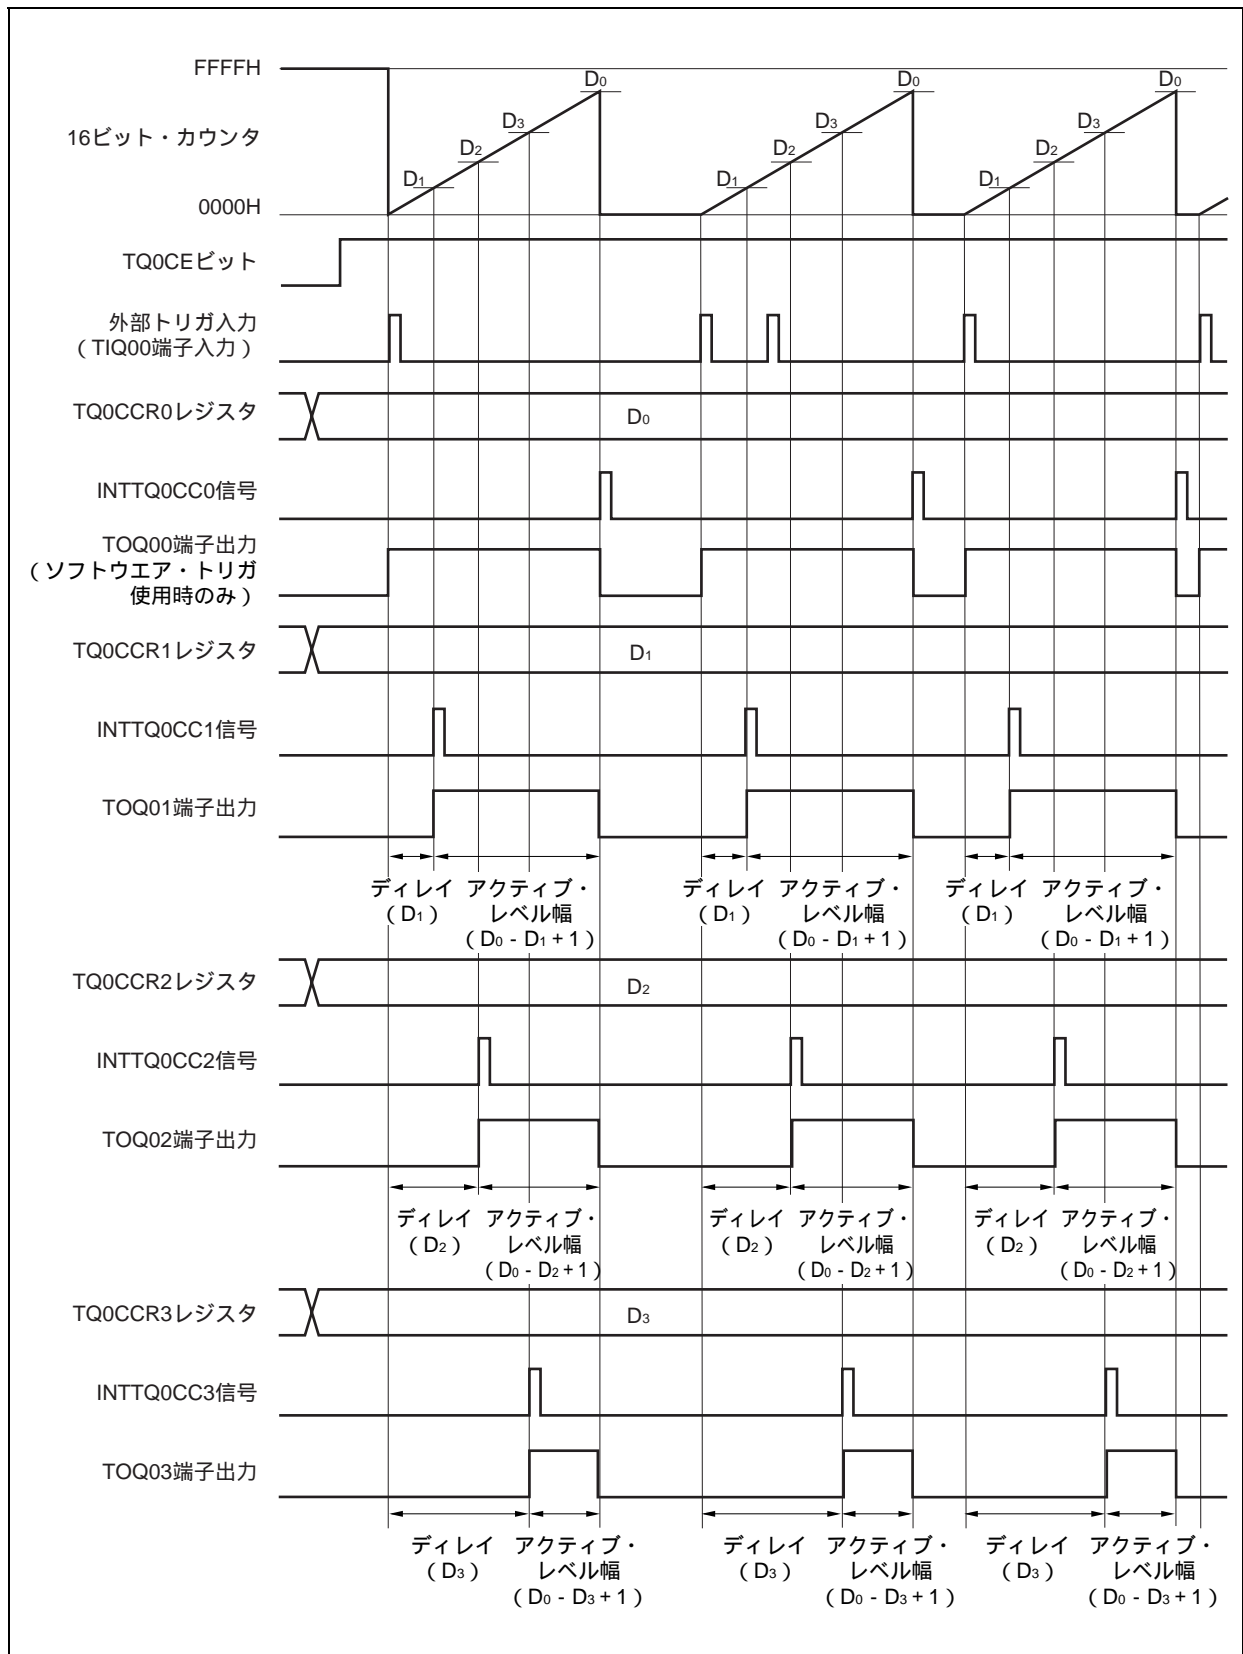 FFFFH
D0 D0 D0
D3 D3 D3
16ビット・カウンタ
D2 D2 D2
D1 D1 D1
0000H
TQ0CEビット
外部トリガ入力
(TIQ00端子入力)
TQ0CCR0レジスタ
D0
INTTQ0CC0信号
TOQ00端子出力
(ソフトウエア・トリガ
使用時のみ)
TQ0CCR1レジスタ
D1
INTTQ0CC1信号
TOQ01端子出力
ディレイ アクティブ・ ディレイ アクティブ・ ディレイ アクティブ・
(D1) レベル幅 (D1) レベル幅 (D1) レベル幅
(D0 - D1 + 1) (D0 - D1 + 1) (D0 - D1 + 1)
TQ0CCR2レジスタ
D2
INTTQ0CC2信号
TOQ02端子出力
ディレイ アクティブ・ ディレイ アクティブ・ ディレイ アクティブ・
(D2) レベル幅 (D2) レベル幅 (D2) レベル幅
(D0 - D2 + 1) (D0 - D2 + 1) (D0 - D2 + 1)
TQ0CCR3レジスタ
D3
INTTQ0CC3信号
TOQ03端子出力
ディレイ アクティブ・ ディレイ アクティブ・ ディレイ アクティブ・
(D3) レベル幅 (D3) レベル幅 (D3) レベル幅
(D0 - D3 + 1) (D0 - D3 + 1) (D0 - D3 + 1)